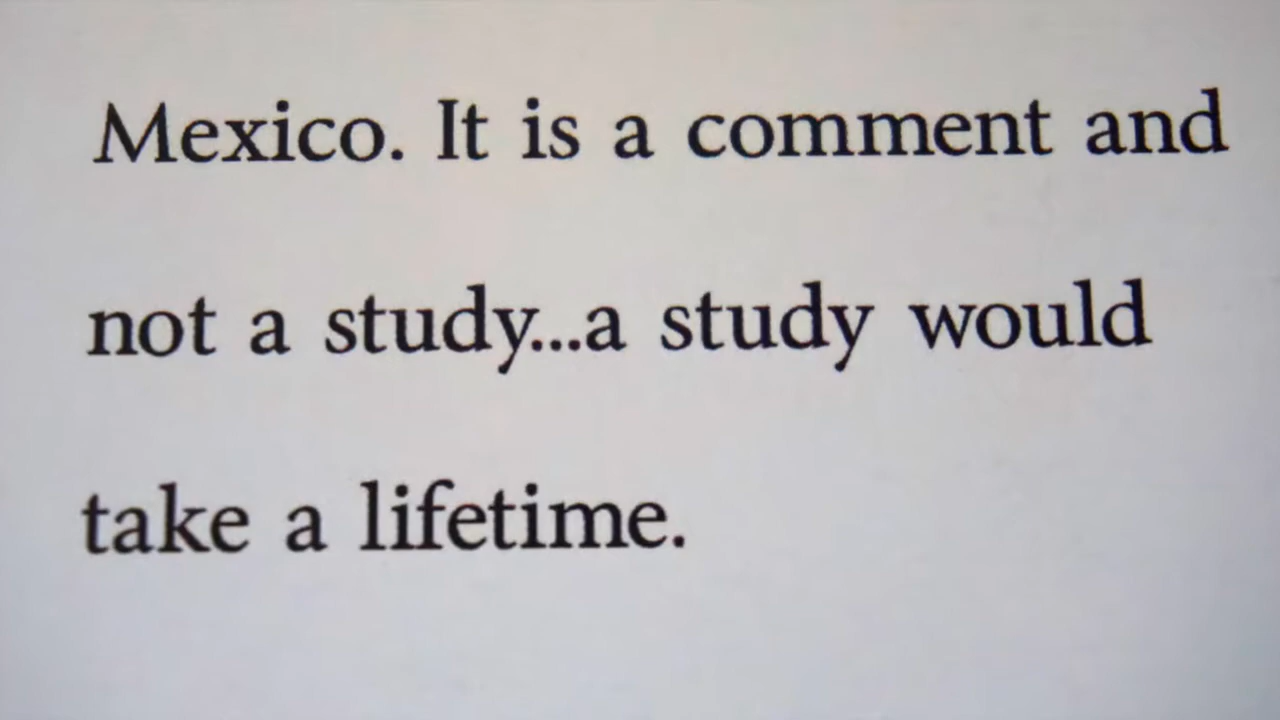 Mexico. It is a comment and
not a study...a study would
take a lifetime.